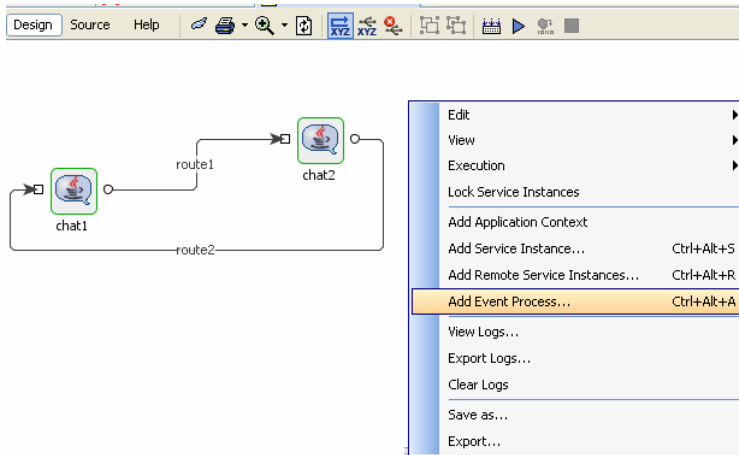 Design Source Help
XYZ XYZ
route1
chat2
chat1
route2
Edit
View
Execution
Lock Service Instances
Add Application Context
Add Service Instance... Ctrl+Alt+S
Add Remote Service Instances... Ctrl+Alt+R
Add Event Process... Ctrl+Alt+A
View Logs...
Export Logs...
Clear Logs
Save as...
Export...